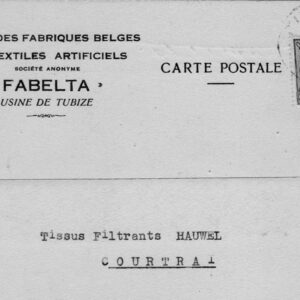 DES FABRIQUES BELGES
TEXTILES ARTIFICIELS
SOCIÉTÉ ANONYME
"FABELTA"
USINE DE TUBIZE
CARTE POSTALE
Tissus Filtrants HAUWEL
COURTRAI